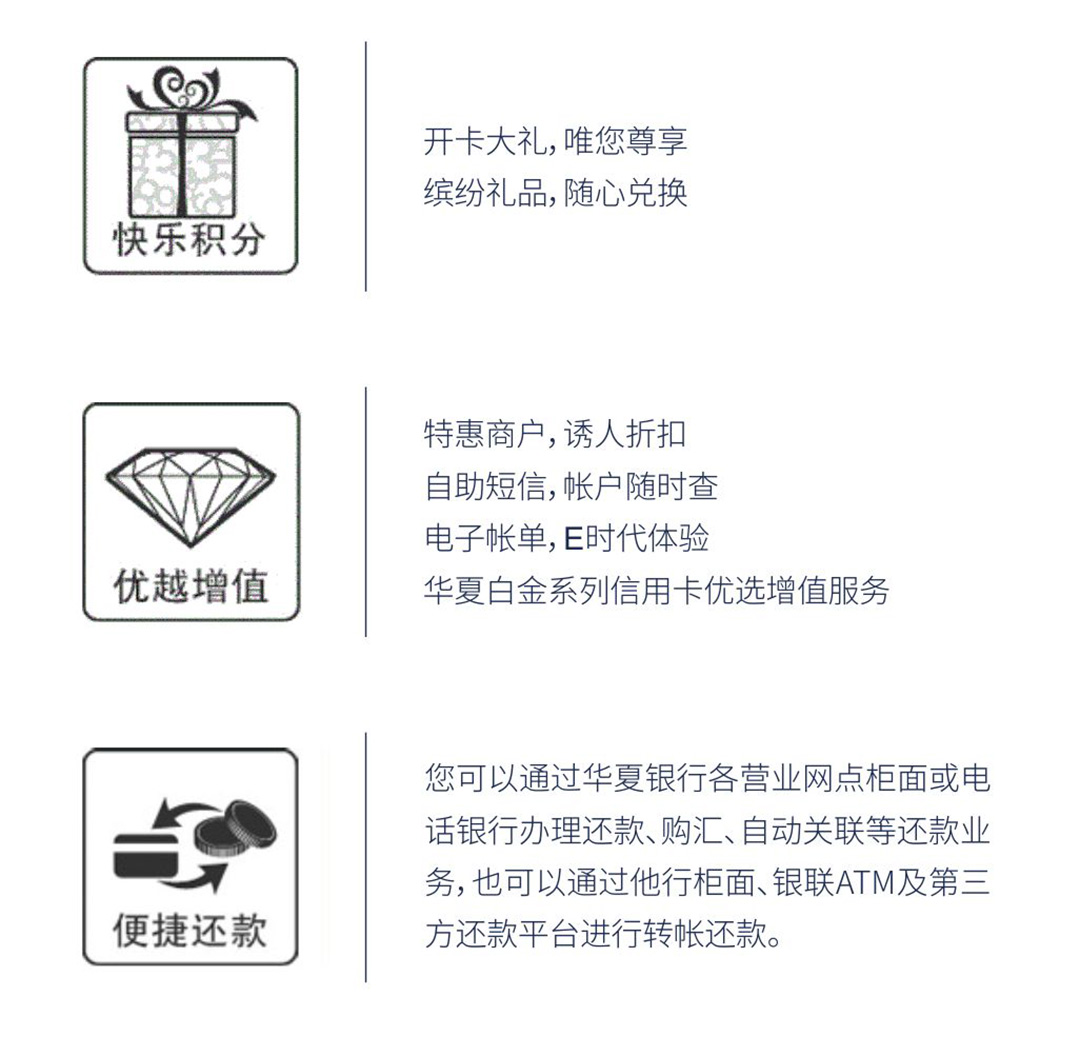 快乐积分
开卡大礼，唯您尊享
缤纷礼品，随心兑换
优越增值
特惠商户，诱人折扣
自助短信，帐户随时查
电子帐单，E时代体验
华夏白金系列信用卡优选增值服务
便捷还款
您可以通过华夏银行各营业网点柜面或电
话银行办理还款、购汇、自动关联等还款业
务，也可以通过他行柜面、银联ATM及第三
方还款平台进行转帐还款。